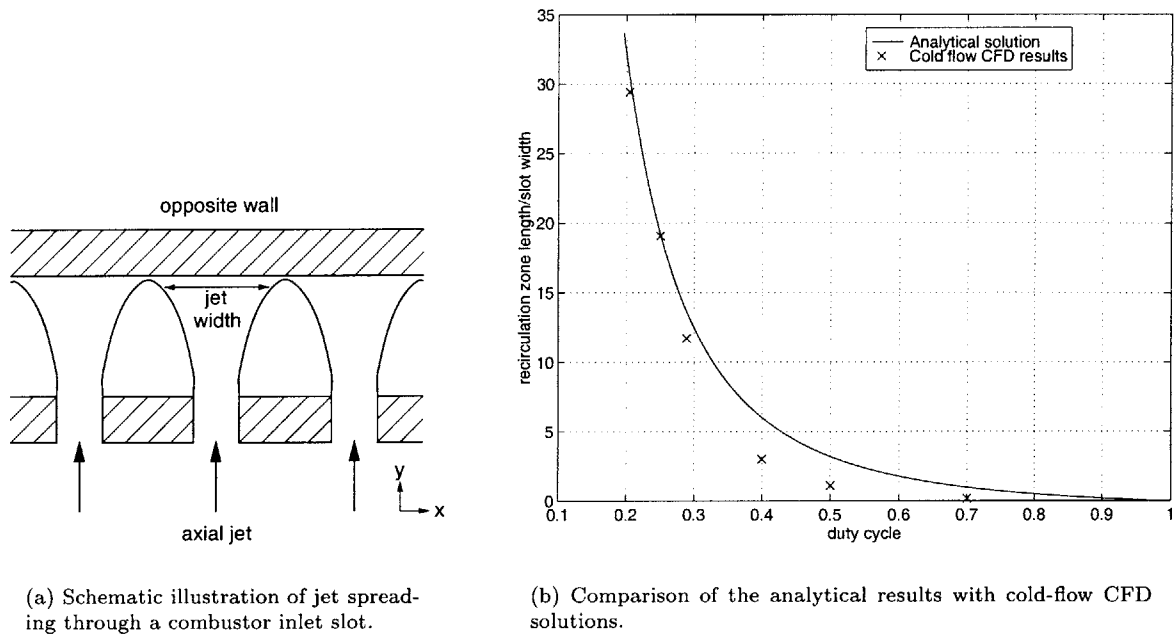 opposite wall
jet
width
y
x
axial jet
(a) Schematic illustration of jet spread-
ing through a combustor inlet slot.
35
30
25
20
15
10
5
0
recirculation zone length/slot width
Analytical solution
Cold flow CFD results
0.1 0.2 0.3 0.4 0.5 0.6 0.7 0.8 0.9 1
duty cycle
(b) Comparison of the analytical results with cold-flow CFD
solutions.